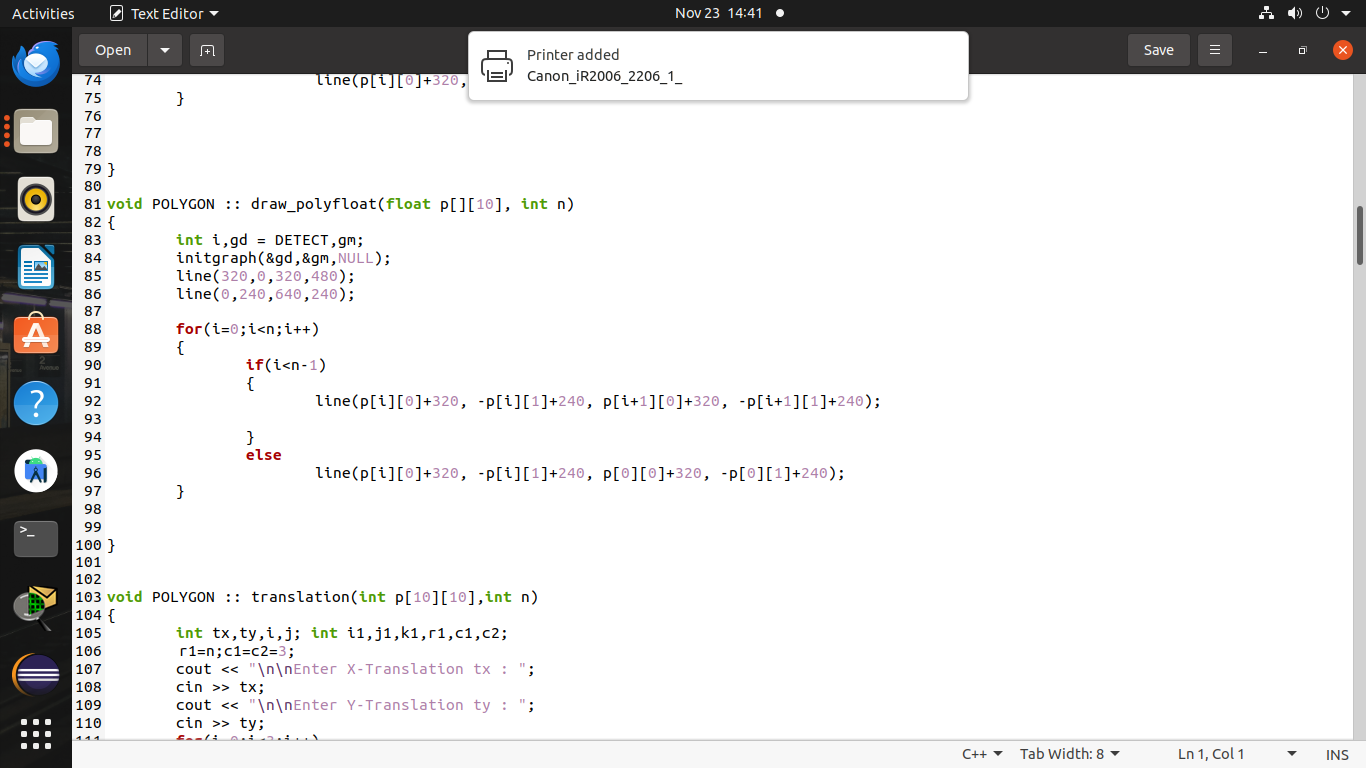 Activities Text Editor Nov 23 14:41
Open Printer added Save
Canon_iR2006_2206_1_
74 line(p[i][0]+320,
75 }
76
77
78
79 }
80
81 void POLYGON :: draw_polyfloat(float p[][10], int n)
82 {
83 int i,gd = DETECT,gm;
84 initgraph(&gd,&gm,NULL);
85 line(320,0,320,480);
86 line(0,240,640,240);
87
88 for(i=0;i<n;i++)
89 {
90 if(i<n-1)
91 {
92 line(p[i][0]+320, -p[i][1]+240, p[i+1][0]+320, -p[i+1][1]+240);
93
94 }
95 else
96 line(p[i][0]+320, -p[i][1]+240, p[0][0]+320, -p[0][1]+240);
97 }
98
99
100 }
101
102
103 void POLYGON :: translation(int p[10][10],int n)
104 {
105 int tx,ty,i,j; int i1,j1,k1,r1,c1,c2;
106 r1=n;c1=c2=3;
107 cout << "\n\nEnter X-Translation tx : ";
108 cin >> tx;
109 cout << "\n\nEnter Y-Translation ty : ";
110 cin >> ty;
111
C++ Tab Width: 8 Ln 1, Col 1 INS